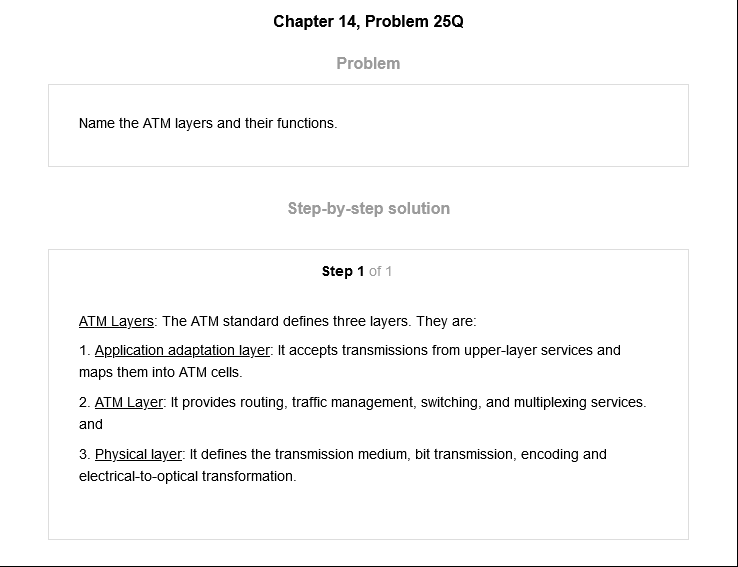 Chapter 14, Problem 25Q
Problem
Name the ATM layers and their functions.
Step-by-step solution
Step 1 of 1
ATM Layers: The ATM standard defines three layers. They are:
1. Application adaptation layer: It accepts transmissions from upper-layer services and
maps them into ATM cells.
2. ATM Layer: It provides routing, traffic management, switching, and multiplexing services.
and
3. Physical layer: It defines the transmission medium, bit transmission, encoding and
electrical-to-optical transformation.